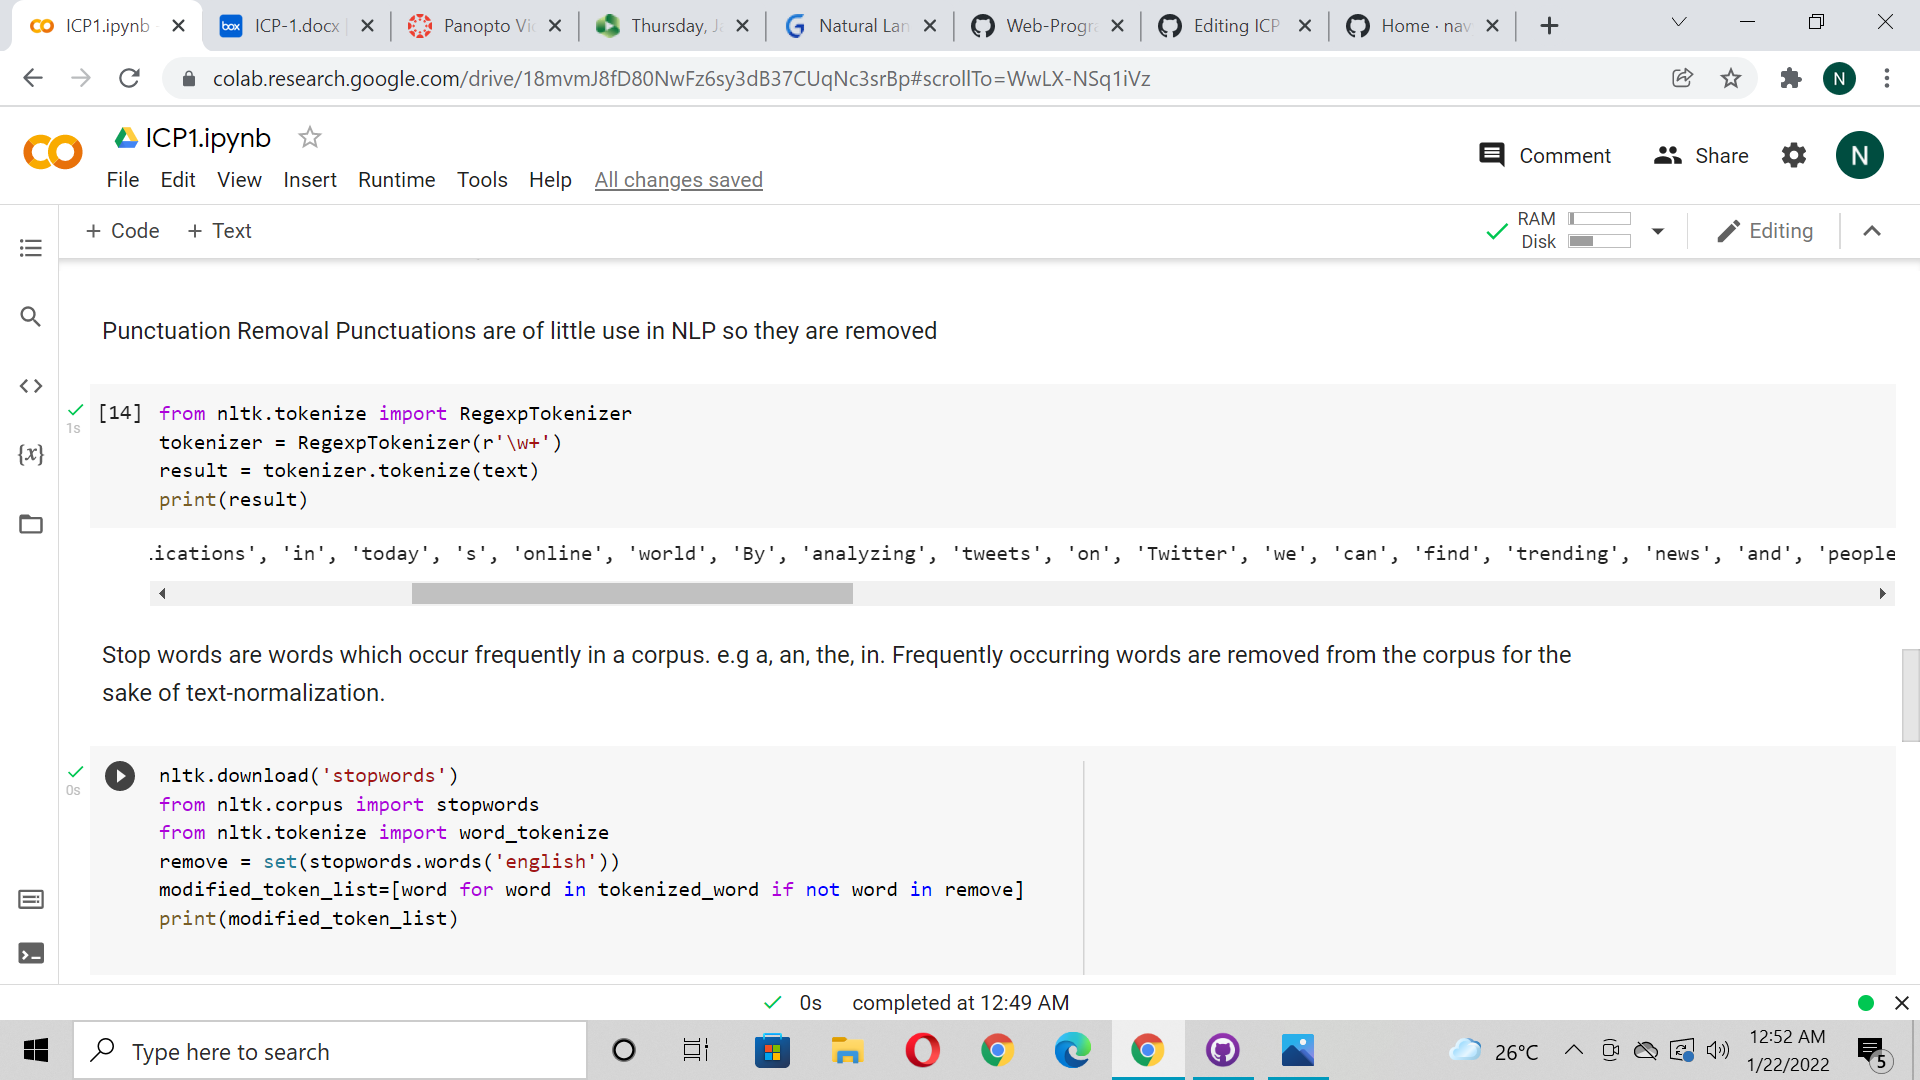 ICP1.ipynb
ICP-1.docx
Panopto Vi
Thursday, J
Natural Lan
Web-Progra
Editing ICP
Home · nav
colab.research.google.com/drive/18mvmJ8fD80NwFz6sy3dB37CUqNc3srBp#scrollTo=WwLX-NSq1iVz
N
ICP1.ipynb
Comment
Share
N
File Edit View Insert Runtime Tools Help All changes saved
+ Code + Text
RAM
Disk
Editing
Punctuation Removal Punctuations are of little use in NLP so they are removed
1s
[14] from nltk.tokenize import RegexpTokenizer
tokenizer = RegexpTokenizer(r'\w+')
result = tokenizer.tokenize(text)
print(result)
ications', 'in', 'today', 's', 'online', 'world', 'By', 'analyzing', 'tweets', 'on', 'Twitter', 'we', 'can', 'find', 'trending', 'news', 'and', 'people
Stop words are words which occur frequently in a corpus. e.g a, an, the, in. Frequently occurring words are removed from the corpus for the
sake of text-normalization.
0s
nltk.download('stopwords')
from nltk.corpus import stopwords
from nltk.tokenize import word_tokenize
remove = set(stopwords.words('english'))
modified_token_list=[word for word in tokenized_word if not word in remove]
print(modified_token_list)
0s completed at 12:49 AM
Type here to search
26°C
12:52 AM
1/22/2022
5